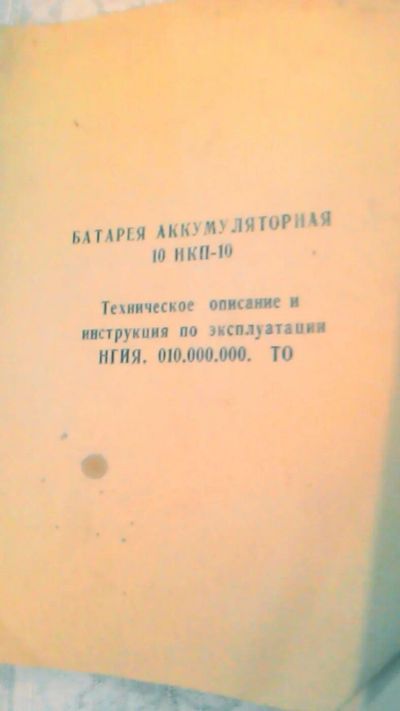 БАТАРЕЯ АККУМУЛЯТОРНАЯ
10 НКП-10
Техническое описание и
инструкция по эксплуатации
НГИЯ. 010.000.000. ТО